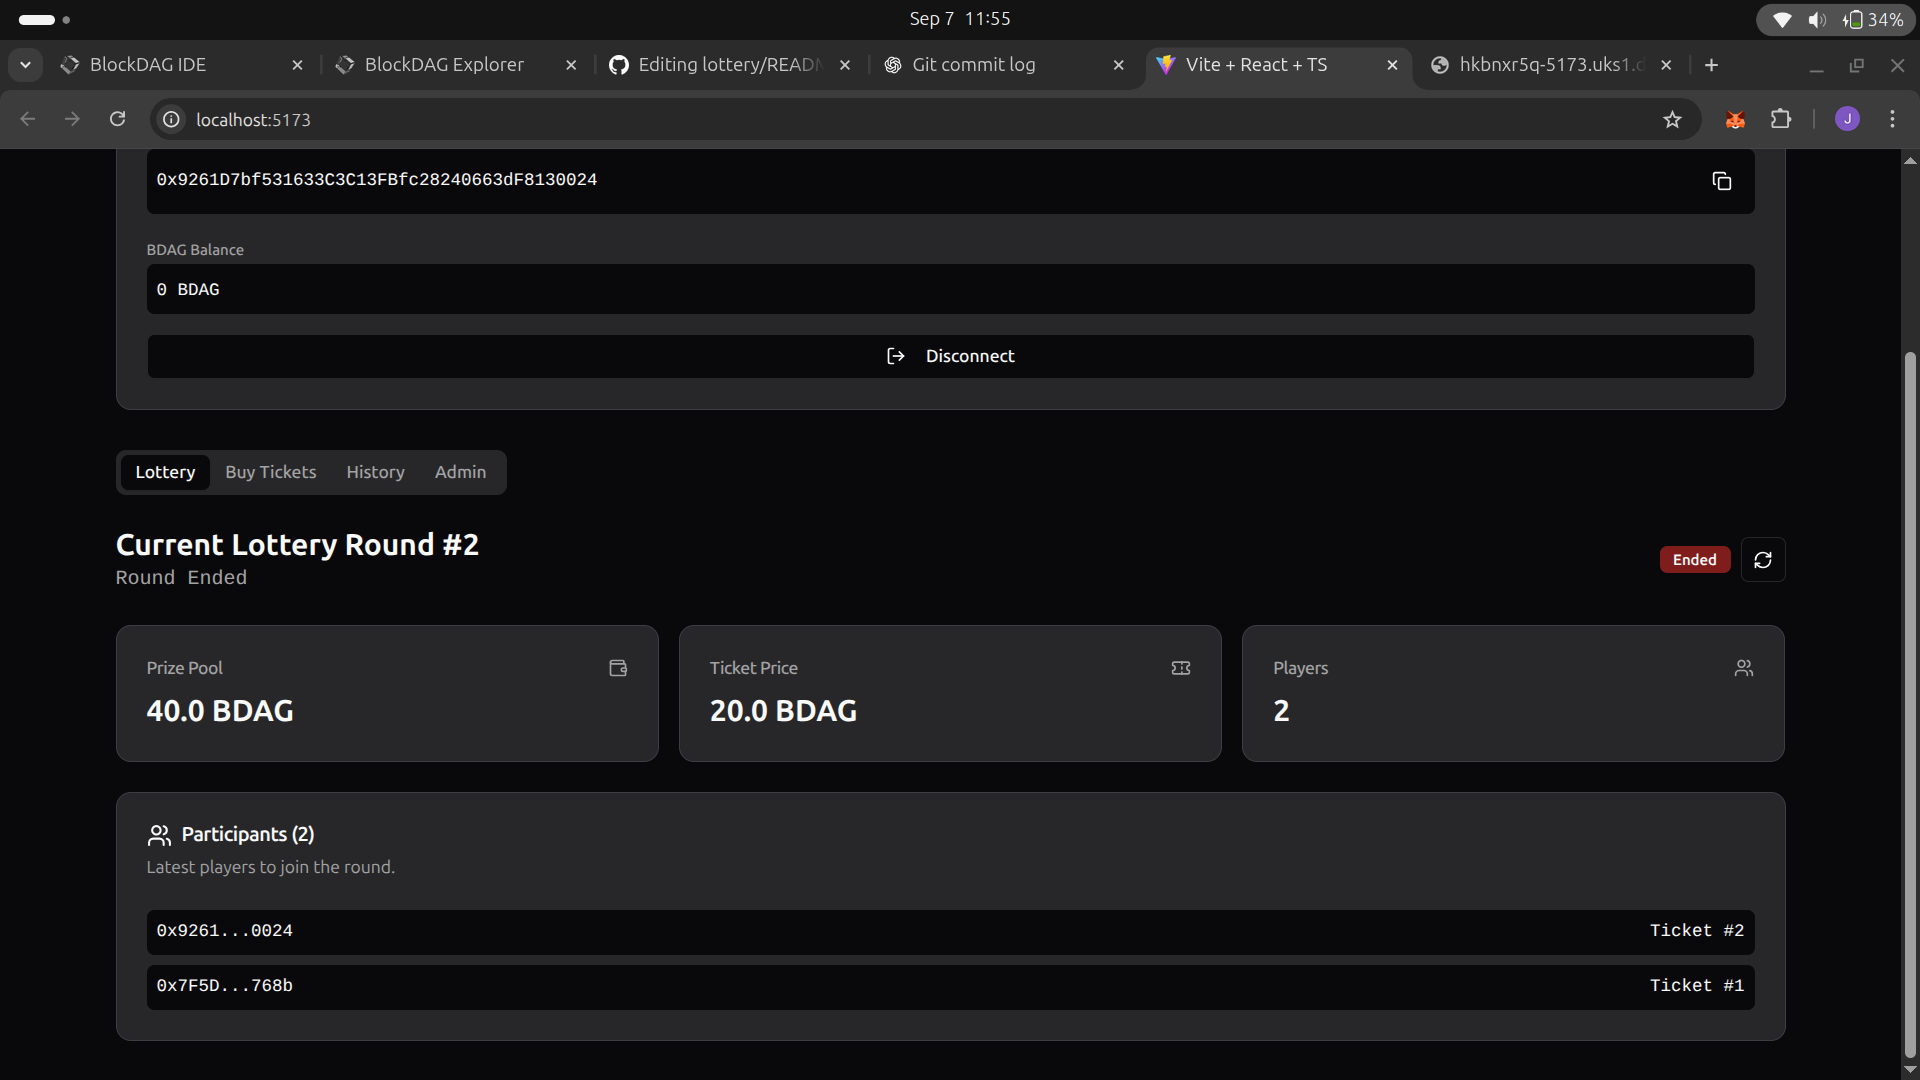 Sep 7 11:55
34%
BlockDAG IDE
BlockDAG Explorer
Editing lottery/READ
Git commit log
Vite + React + TS
hkbnxr5q-5173.uks1.d
localhost:5173
J
0x9261D7bf531633C3C13FBfc28240663dF8130024
BDAG Balance
0 BDAG
Disconnect
Lottery Buy Tickets History Admin
Current Lottery Round #2
Round Ended
Ended
Prize Pool
40.0 BDAG
Ticket Price
20.0 BDAG
Players
2
Participants (2)
Latest players to join the round.
0x9261...0024 Ticket #2
0x7F5D...768b Ticket #1